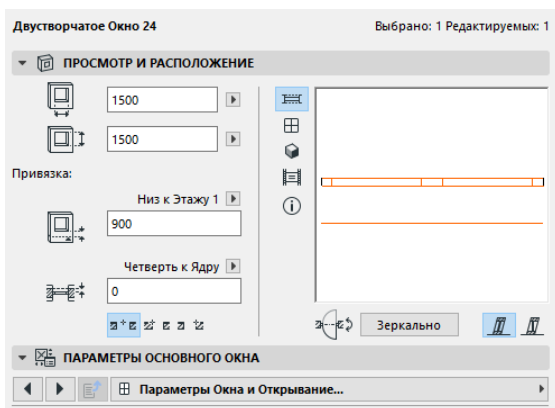 Двустворчатое Окно 24 Выбрано: 1 Редактируемых: 1
ПРОСМОТР И РАСПОЛОЖЕНИЕ
1500
1500
Привязка:
Низ к Этажу 1
900
Четверть к Ядру
0
Зеркально
ПАРАМЕТРЫ ОСНОВНОГО ОКНА
Параметры Окна и Открывание...